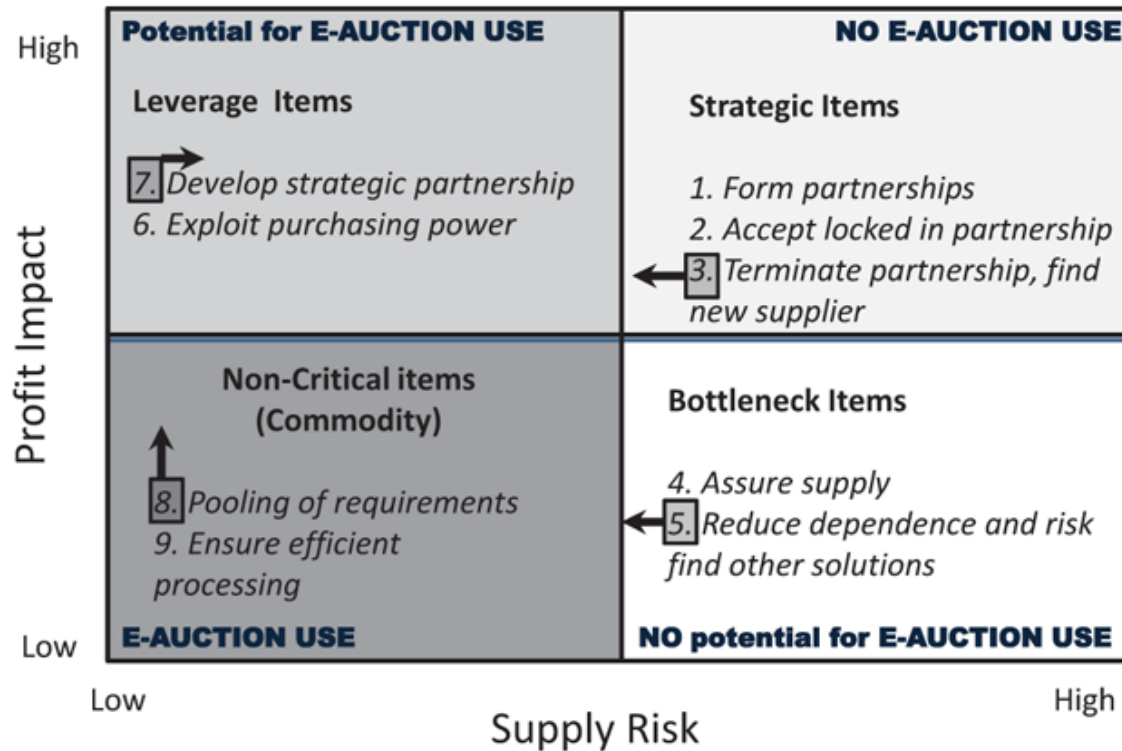 High
Potential for E-AUCTION USE
NO E-AUCTION USE
Leverage Items
7. Develop strategic partnership
6. Exploit purchasing power
Strategic Items
1. Form partnerships
2. Accept locked in partnership
3. Terminate partnership, find
new supplier
Profit Impact
Non-Critical items
(Commodity)
8. Pooling of requirements
9. Ensure efficient
processing
E-AUCTION USE
Bottleneck Items
4. Assure supply
5. Reduce dependence and risk
find other solutions
NO potential for E-AUCTION USE
Low
Low
High
Supply Risk